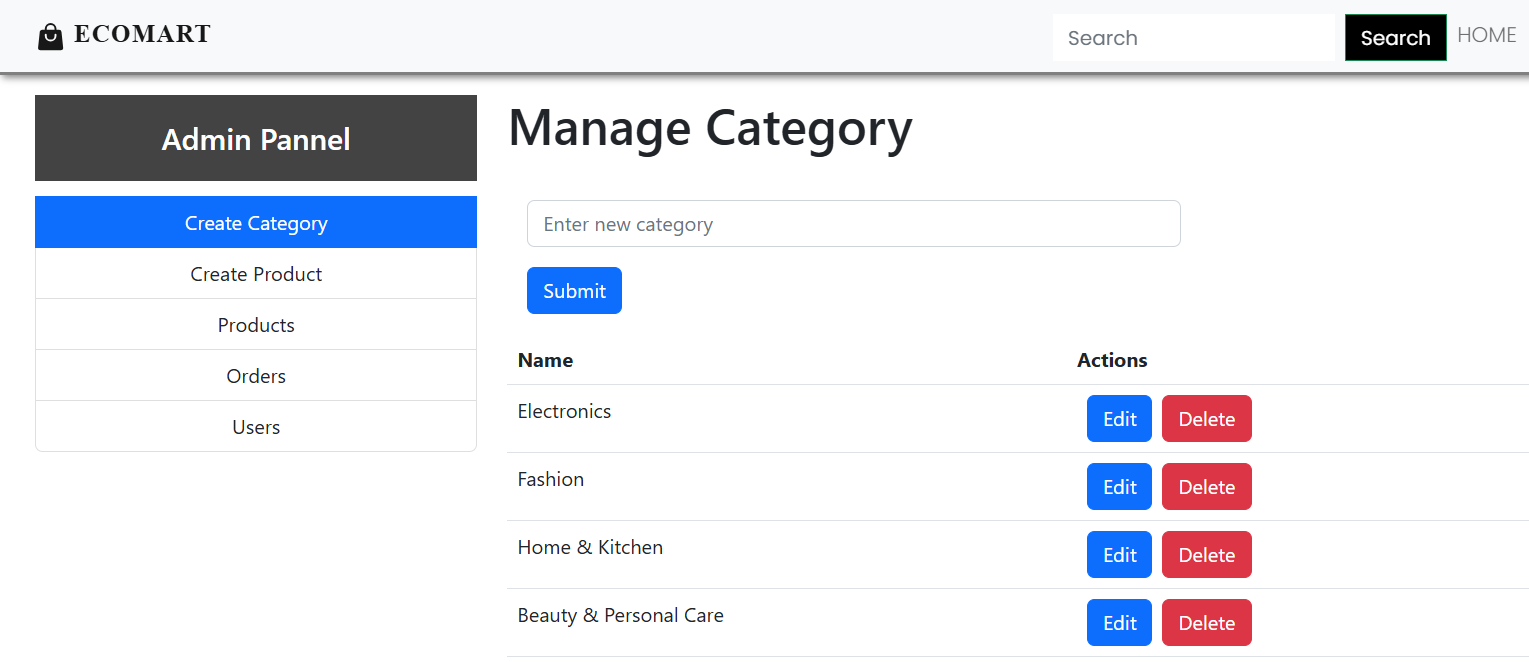 ECOMART
Search Search HOME
Admin Pannel
Create Category
Create Product
Products
Orders
Users
Manage Category
Enter new category
Submit
Name Actions
Electronics Edit Delete
Fashion Edit Delete
Home & Kitchen Edit Delete
Beauty & Personal Care Edit Delete